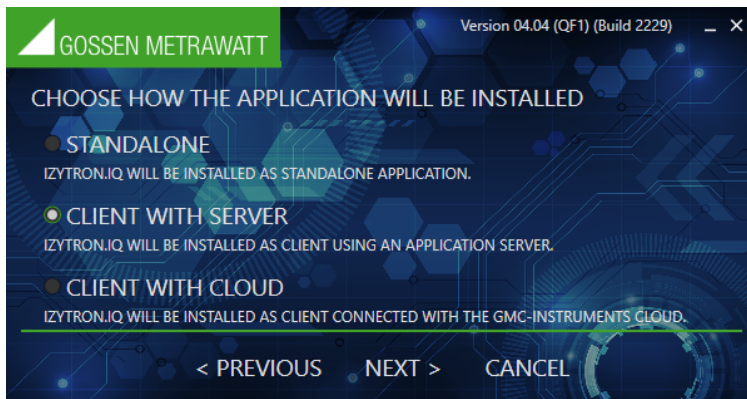 GOSSEN METRAWATT
Version 04.04 (QF1) (Build 2229)
CHOOSE HOW THE APPLICATION WILL BE INSTALLED
STANDALONE
IZYTRON.IQ WILL BE INSTALLED AS STANDALONE APPLICATION.
CLIENT WITH SERVER
IZYTRON.IQ WILL BE INSTALLED AS CLIENT USING AN APPLICATION SERVER.
CLIENT WITH CLOUD
IZYTRON.IQ WILL BE INSTALLED AS CLIENT CONNECTED WITH THE GMC-INSTRUMENTS CLOUD.
< PREVIOUS NEXT > CANCEL